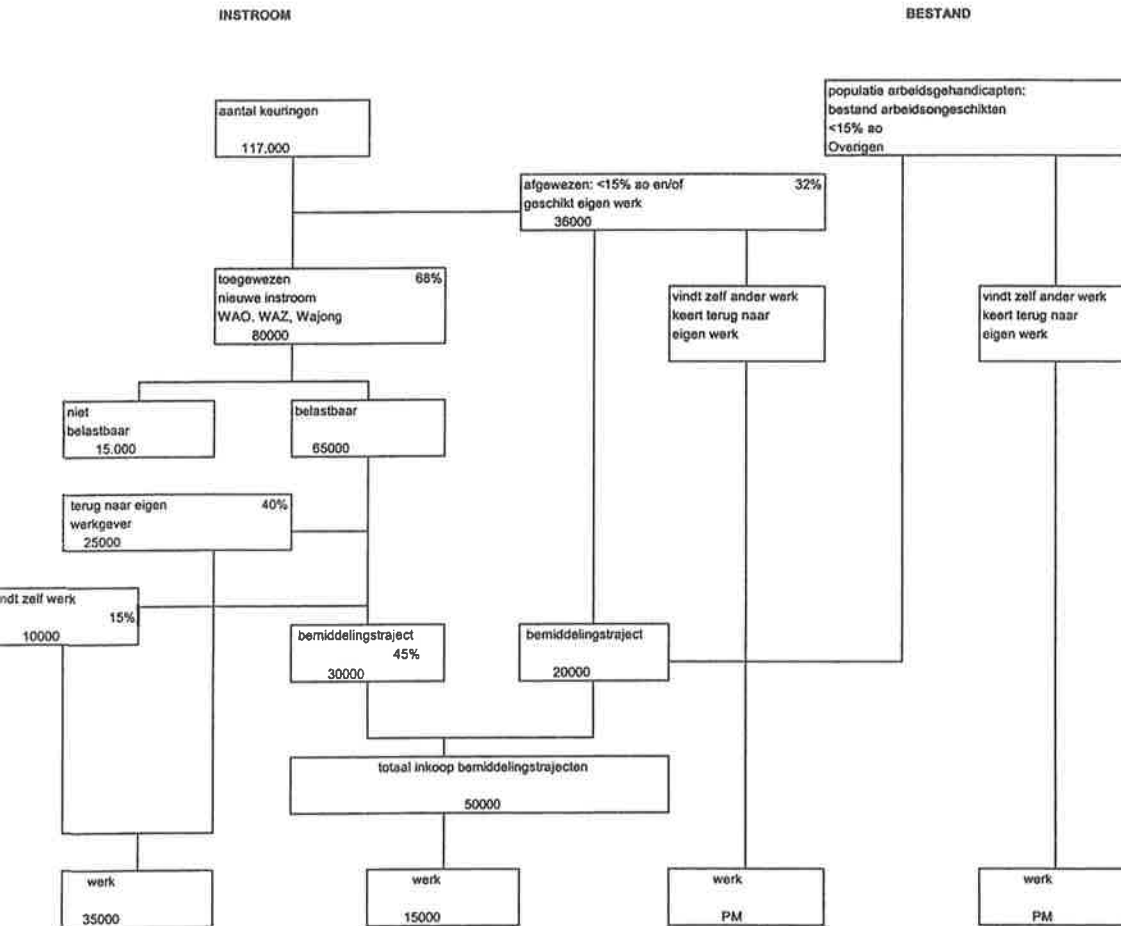 INSTROOM
BESTAND
aantal keuringen
117.000
populatie arbeidsgehandicapten:
bestand arbeidsongeschikten
<15% ao
Overigen
afgewezen: <15% ao en/of 32%
geschikt eigen werk
36000
toegewezen 68%
nieuwe instroom
WAO. WAZ, Wajong
80000
vindt zelf ander werk
keert terug naar
eigen werk
vindt zelf ander werk
keert terug naar
eigen werk
niet
belastbaar
15.000
belastbaar
65000
terug naar eigen 40%
werkgever
25000
ndt zelf werk
15%
10000
bemiddelingstraject
45%
30000
bemiddelingstraject
20000
totaal inkoop bemiddelingstrajecten
50000
werk
35000
werk
15000
werk
PM
werk
PM